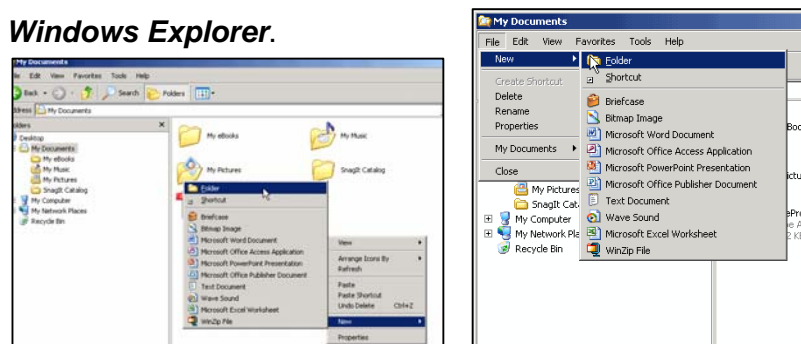 Windows Explorer.
My Documents
Edit View Favorites Tools Help
Back Search Folders
Address My Documents
Folders
Desktop
My Documents
My eBooks
My Music
My Pictures
SnagIt Catalog
My Computer
My Network Places
Recycle Bin
My eBooks
My Music
My Pictures
SnagIt Catalog
Folder
Shortcut
Briefcase
Bitmap Image
Microsoft Word Document
Microsoft Office Access Application
Microsoft PowerPoint Presentation
Microsoft Office Publisher Document
Text Document
Wave Sound
Microsoft Excel Worksheet
WinZip File
View
Arrange Icons By
Refresh
Paste
Paste Shortcut
Undo Delete Ctrl+Z
New
Properties
My Documents
File Edit View Favorites Tools Help
New
Create Shortcut
Delete
Rename
Properties
My Documents
Close
Folder
Shortcut
Briefcase
Bitmap Image
Microsoft Word Document
Microsoft Office Access Application
Microsoft PowerPoint Presentation
Microsoft Office Publisher Document
Text Document
Wave Sound
Microsoft Excel Worksheet
WinZip File
My Pictures
SnagIt Cat
My Computer
My Network Pla
Recycle Bin